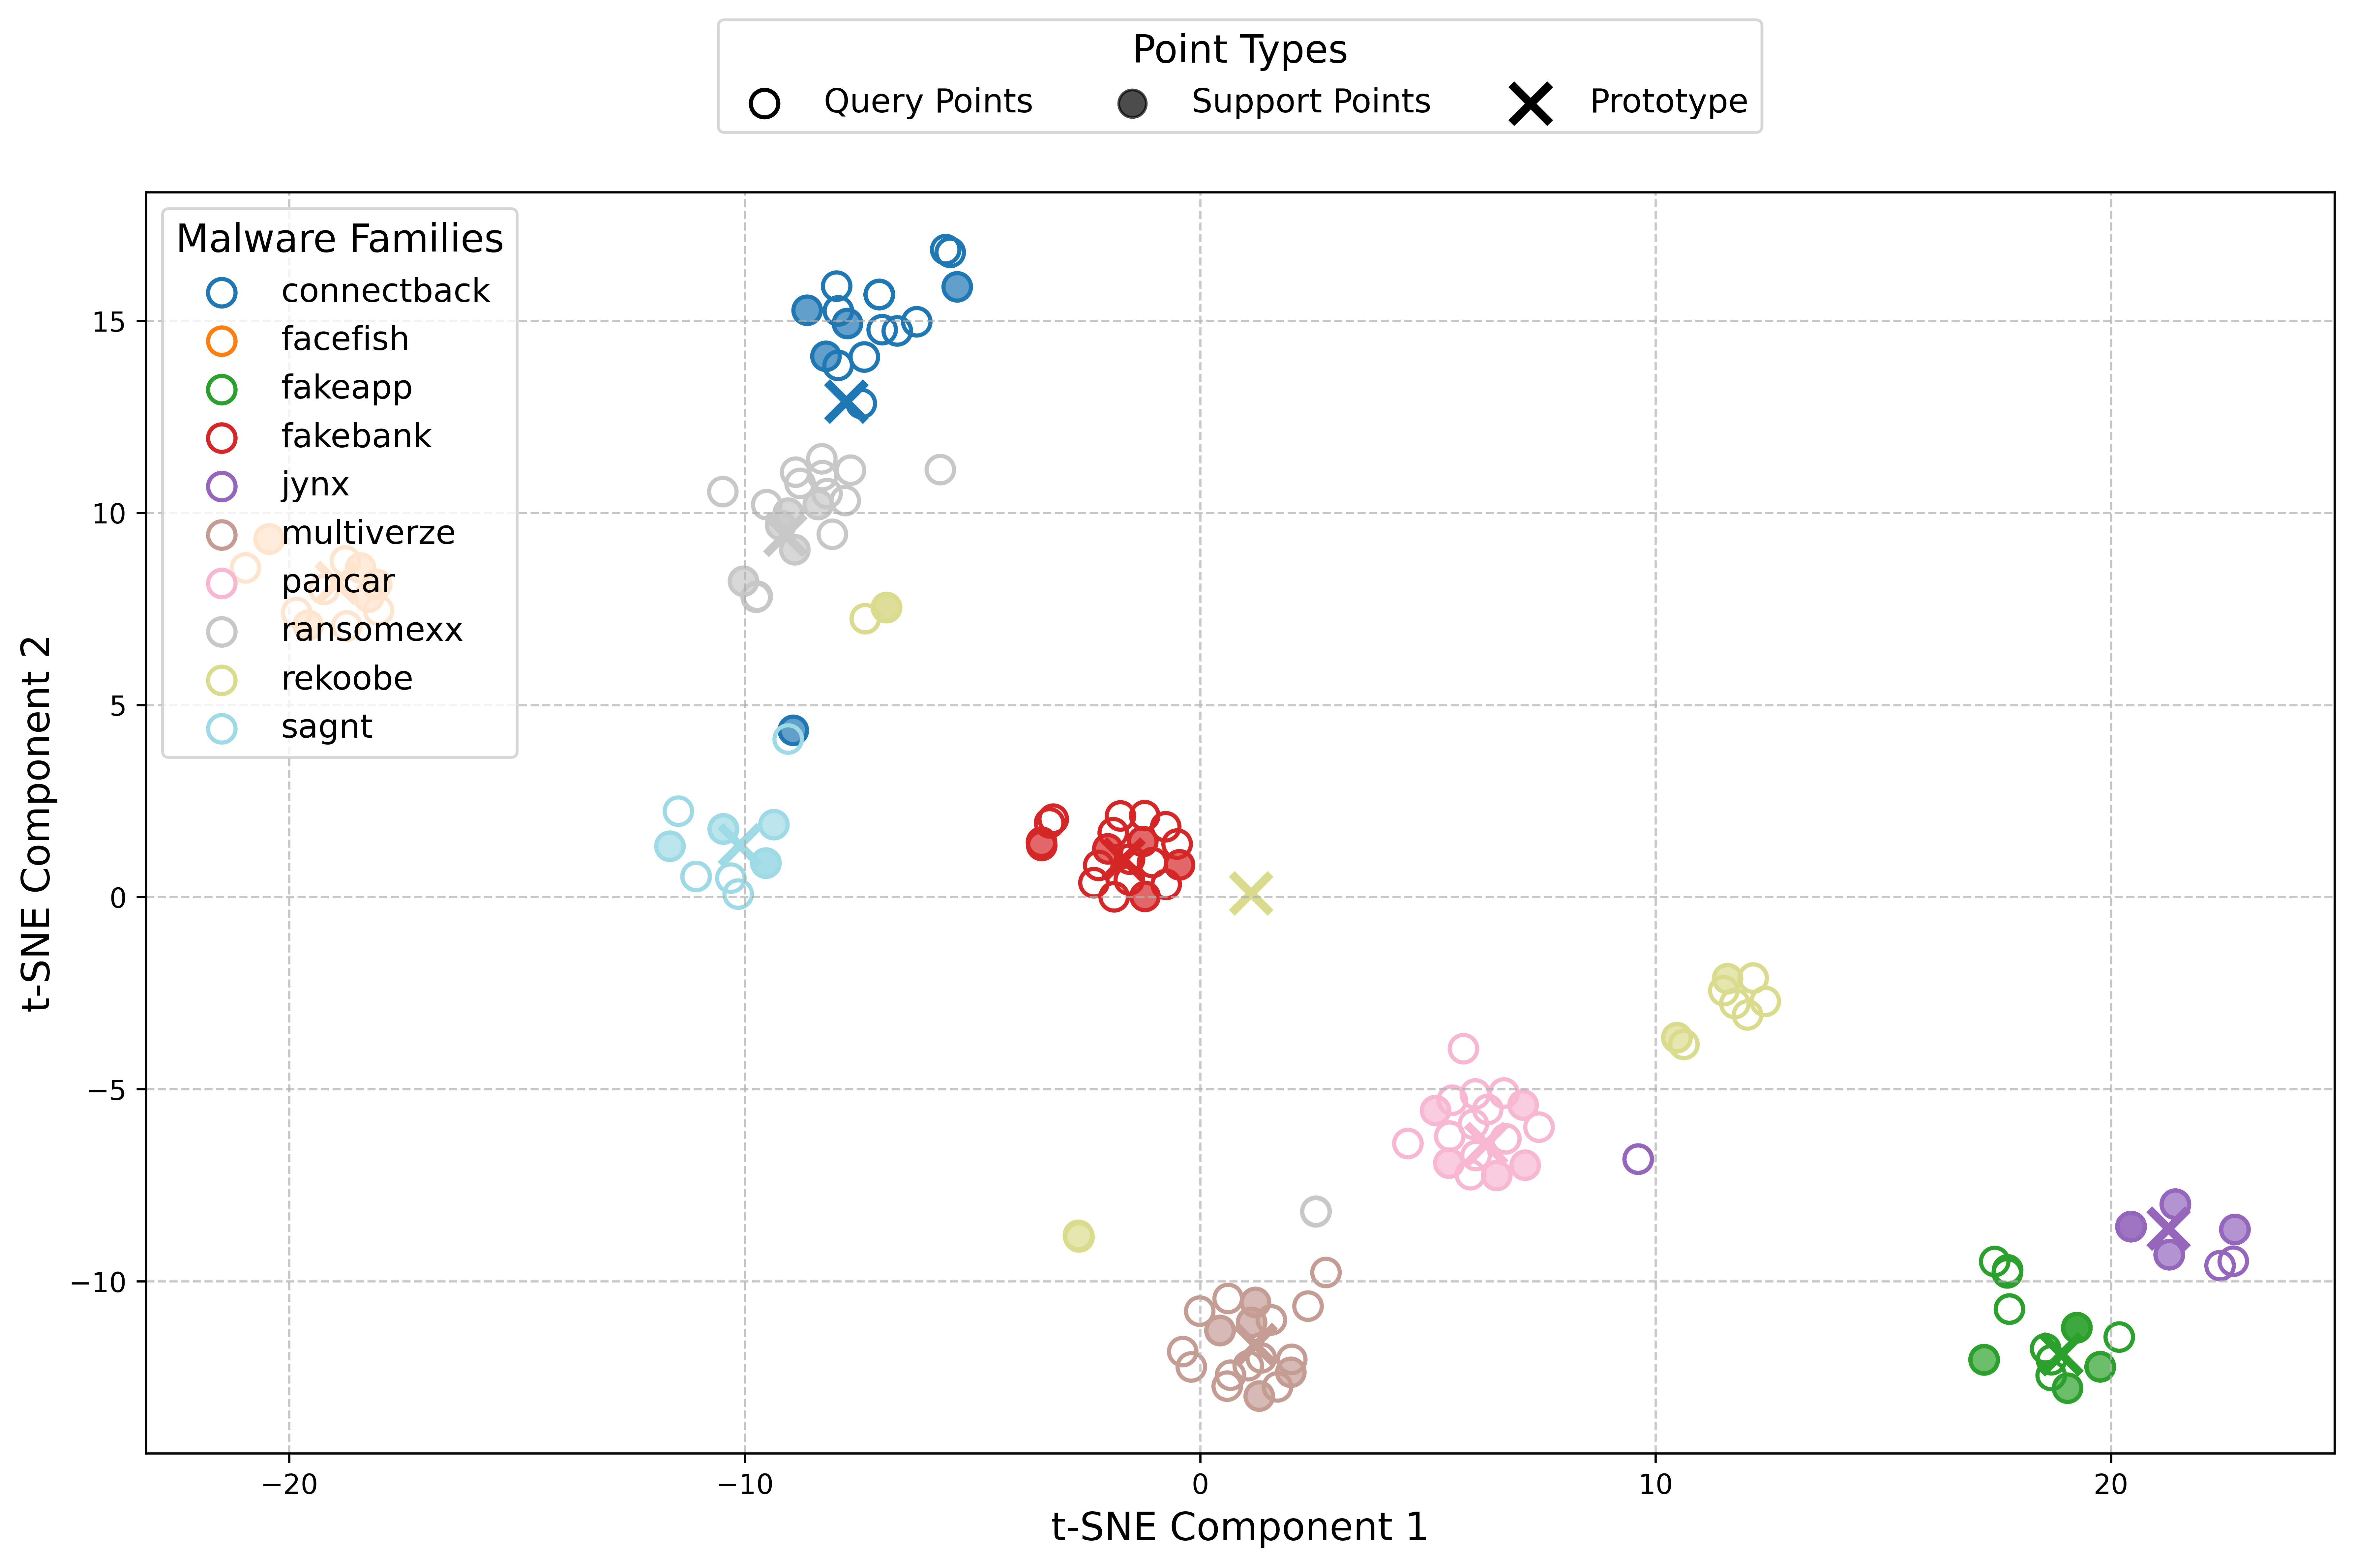 Point Types
Query Points
Support Points
Prototype
Malware Families
connectback
facefish
fakeapp
fakebank
jynx
multiverze
pancar
ransomexx
rekoobe
sagnt
15
10
5
0
−5
−10
t-SNE Component 2
−20
−10
0
10
20
t-SNE Component 1